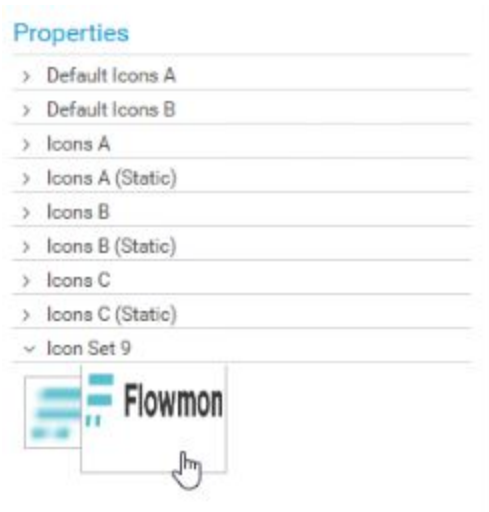 Properties
Default Icons A
Default Icons B
Icons A
Icons A (Static)
Icons B
Icons B (Static)
Icons C
Icons C (Static)
Icon Set 9
Flowmon